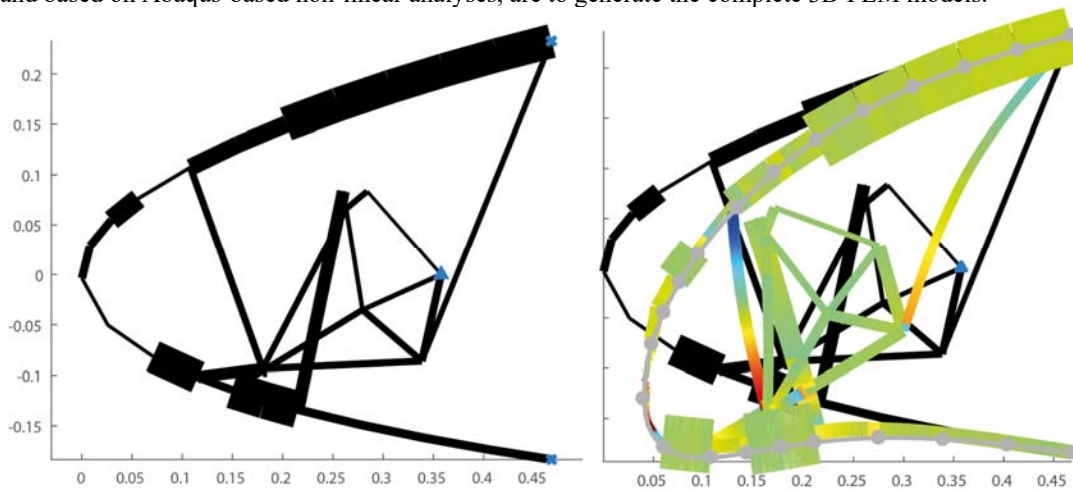 and based on Abaqus-based non-linear analyses, are to generate the complete 3D FEM models.
0.2
0.15
0.1
0.05
0
-0.05
-0.1
-0.15
0 0.05 0.1 0.15 0.2 0.25 0.3 0.35 0.4 0.45
0.05 0.1 0.15 0.2 0.25 0.3 0.35 0.4 0.45